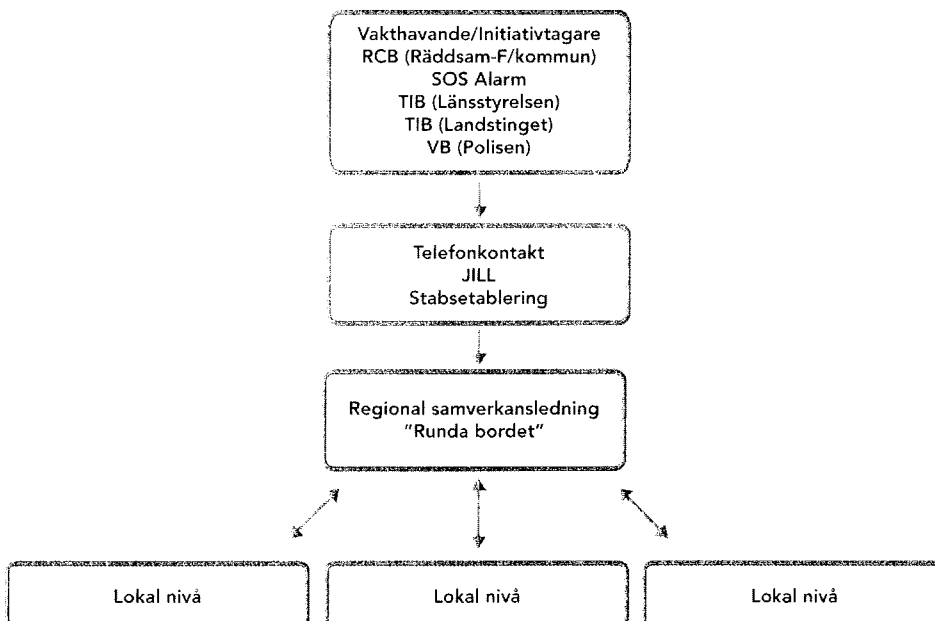 Vakthavande/Initiativtagare
RCB (Räddsam-F/kommun)
SOS Alarm
TIB (Länsstyrelsen)
TIB (Landstinget)
VB (Polisen)
Telefonkontakt
JILL
Stabsetablering
Regional samverkansledning
"Runda bordet"
Lokal nivå
Lokal nivå
Lokal nivå